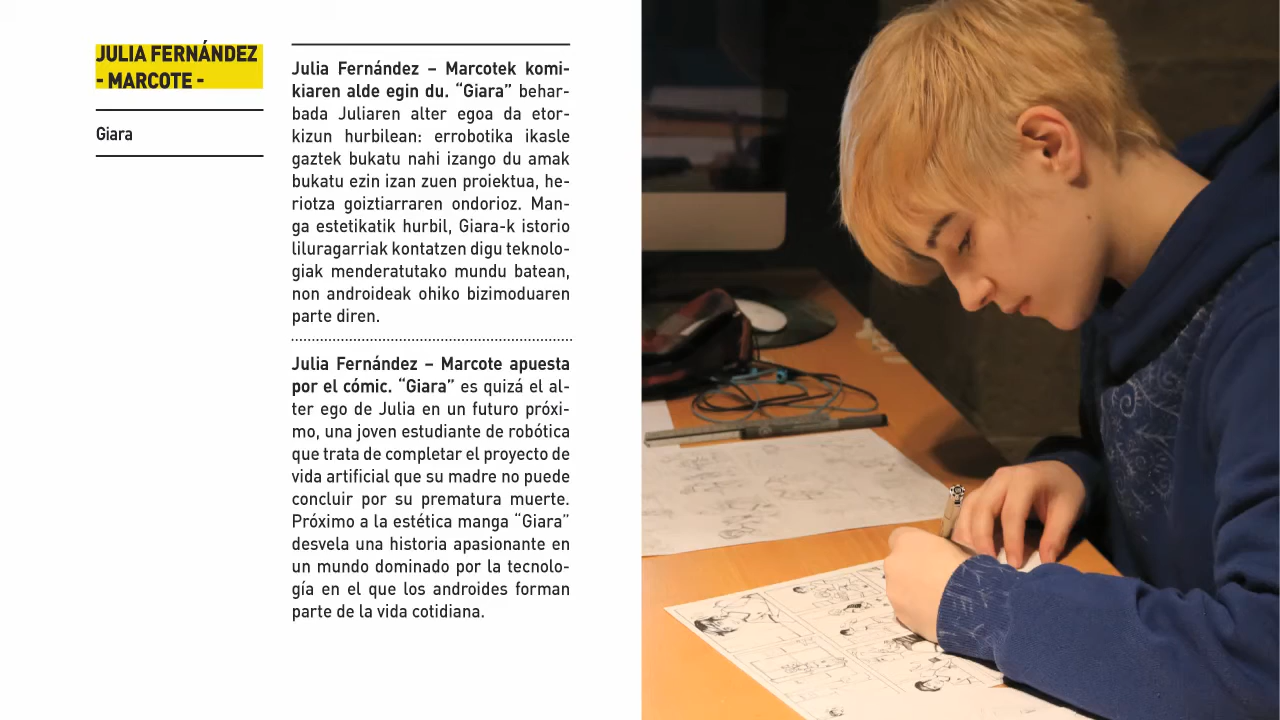 JULIA FERNÁNDEZ
- MARCOTE -
Giara
Julia Fernández – Marcotek komi-
kiaren alde egin du. “Giara” behar-
bada Juliaren alter egoa da etor-
kizun hurbilean: errobotika ikasle
gaztek bukatu nahi izango du amak
bukatu ezin izan zuen proiektua, he-
riotza goiztiarraren ondorioz. Man-
ga estetikatik hurbil, Giara-k istorio
liluragarriak kontatzen digu teknolo-
giak menderatutako mundu batean,
non androideak ohiko bizimoduaren
parte diren.
Julia Fernández – Marcote apuesta
por el cómic. “Giara” es quizá el al-
ter ego de Julia en un futuro próxi-
mo, una joven estudiante de robótica
que trata de completar el proyecto de
vida artificial que su madre no puede
concluir por su prematura muerte.
Próximo a la estética manga “Giara”
desvela una historia apasionante en
un mundo dominado por la tecnolo-
gía en el que los androides forman
parte de la vida cotidiana.